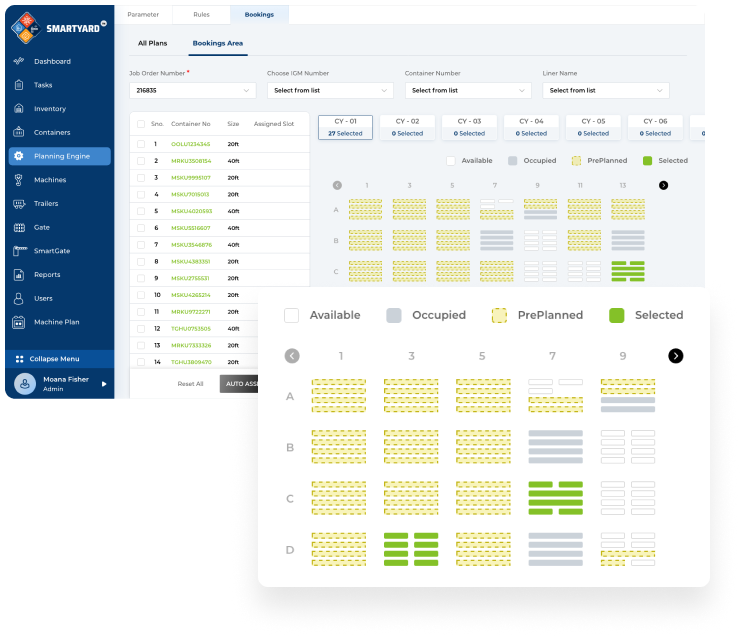 SMARTYARD
Dashboard
Tasks
Inventory
Containers
Planning Engine
Machines
Trailers
Gate
SmartGate
Reports
Users
Machine Plan
Collapse Menu
Moana Fisher
Admin
Parameter Rules Bookings
All Plans Bookings Area
Job Order Number * Choose IGM Number Container Number Liner Name
216835 Select from list Select from list Select from list
Sno. Container No Size Assigned Slot
1 OOLU1234345 20ft
2 MRKU3508154 40ft
3 MSKU9995107 20ft
4 MRKU7015013 20ft
5 MSKU4020593 40ft
6 MSKU5516607 40ft
7 MSKU3546876 40ft
8 MSKU4383351 20ft
9 MSKU2755531 20ft
10 MSKU4265214 20ft
11 MRKU9722271 20ft
12 TGHU0753505 40ft
13 MRKU7333326 20ft
14 TGHU3809470 20ft
Reset All AUTO ASS
CY - 01 CY - 02 CY - 03 CY - 04 CY - 05 CY - 06
27 Selected 0 Selected 0 Selected 0 Selected 0 Selected 0 Selected 0
Available Occupied PrePlanned Selected
1 3 5 7 9 11 13
A
B
C
Available Occupied PrePlanned Selected
1 3 5 7 9
A
B
C
D